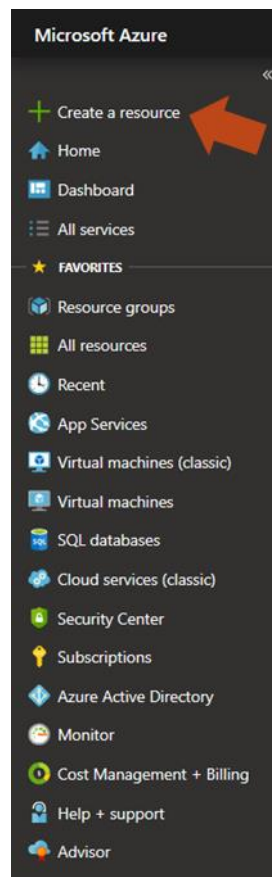 Microsoft Azure
«
Create a resource
Home
Dashboard
All services
FAVORITES
Resource groups
All resources
Recent
App Services
Virtual machines (classic)
Virtual machines
SQL databases
Cloud services (classic)
Security Center
Subscriptions
Azure Active Directory
Monitor
Cost Management + Billing
Help + support
Advisor